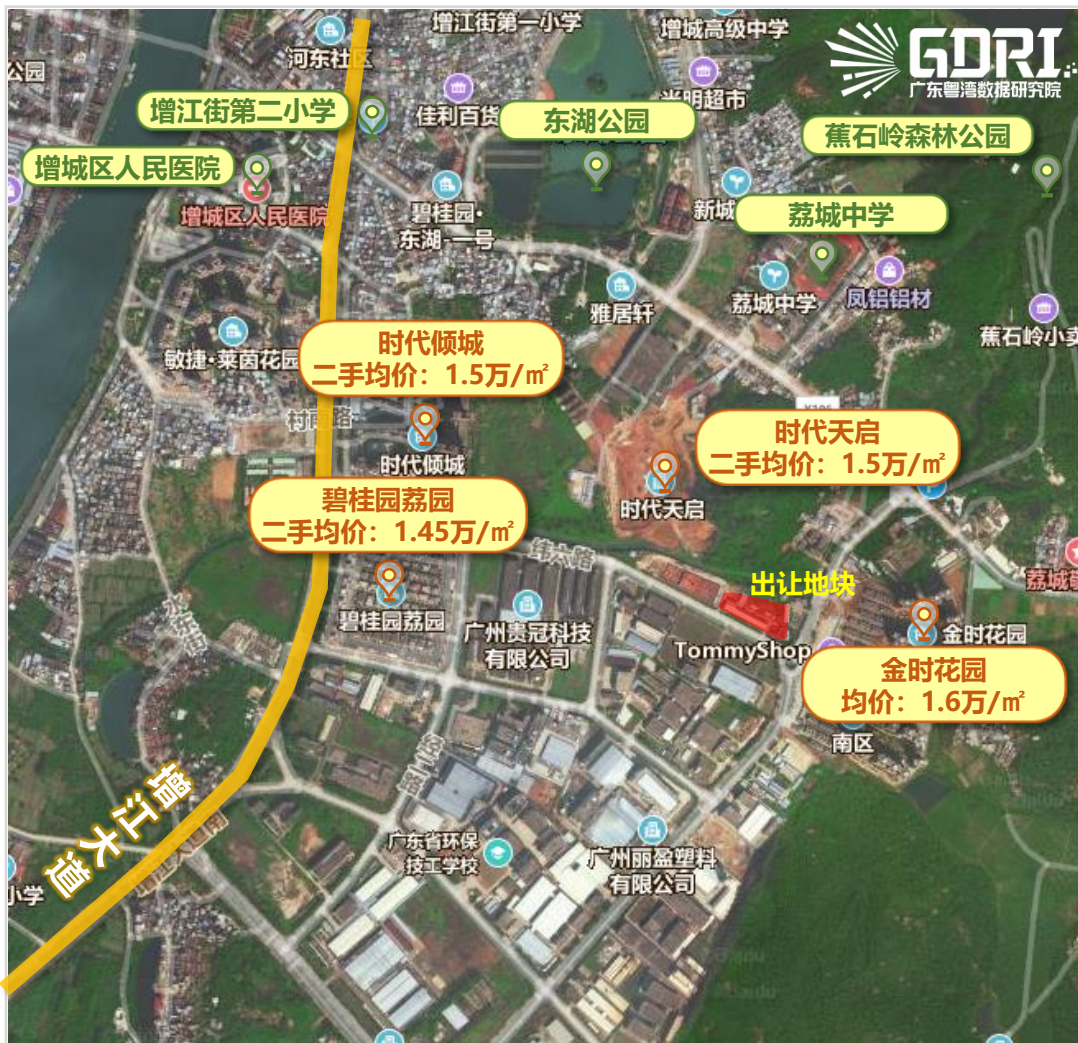 增江街第一小学
增城高级中学
GDRI
广东粤湾数据研究院
河东社区
公园
增江街第二小学
佳利百货
光明超市
东湖公园
蕉石岭森林公园
增城区人民医院
增城区人民医院
碧桂园·
东湖一号
新城
荔城中学
荔城中学
凤铝铝材
雅居轩
蕉石岭小卖
敏捷·莱茵花园
时代倾城
二手均价：1.5万/㎡
村南路
时代倾城
时代天启
二手均价：1.5万/㎡
时代天启
碧桂园荔园
二手均价：1.45万/㎡
纬六路
出让地块
碧桂园荔园
广州贵冠科技
有限公司
TommyShop
金时花园
金时花园
均价：1.6万/㎡
南区
增江大道
广东省环保
技工学校
广州丽盈塑料
有限公司
小学